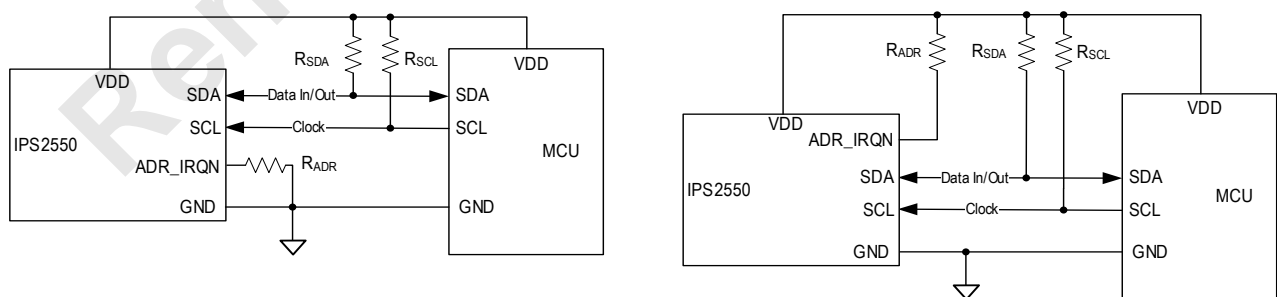 RSDA RSCL
VDD VDD
SDA Data In/Out SDA
SCL Clock SCL
IPS2550 MCU
ADR_IRQN RADR
GND GND
RADR RSDA RSCL
VDD VDD
ADR_IRQN
IPS2550 SDA Data In/Out SDA MCU
SCL Clock SCL
GND GND